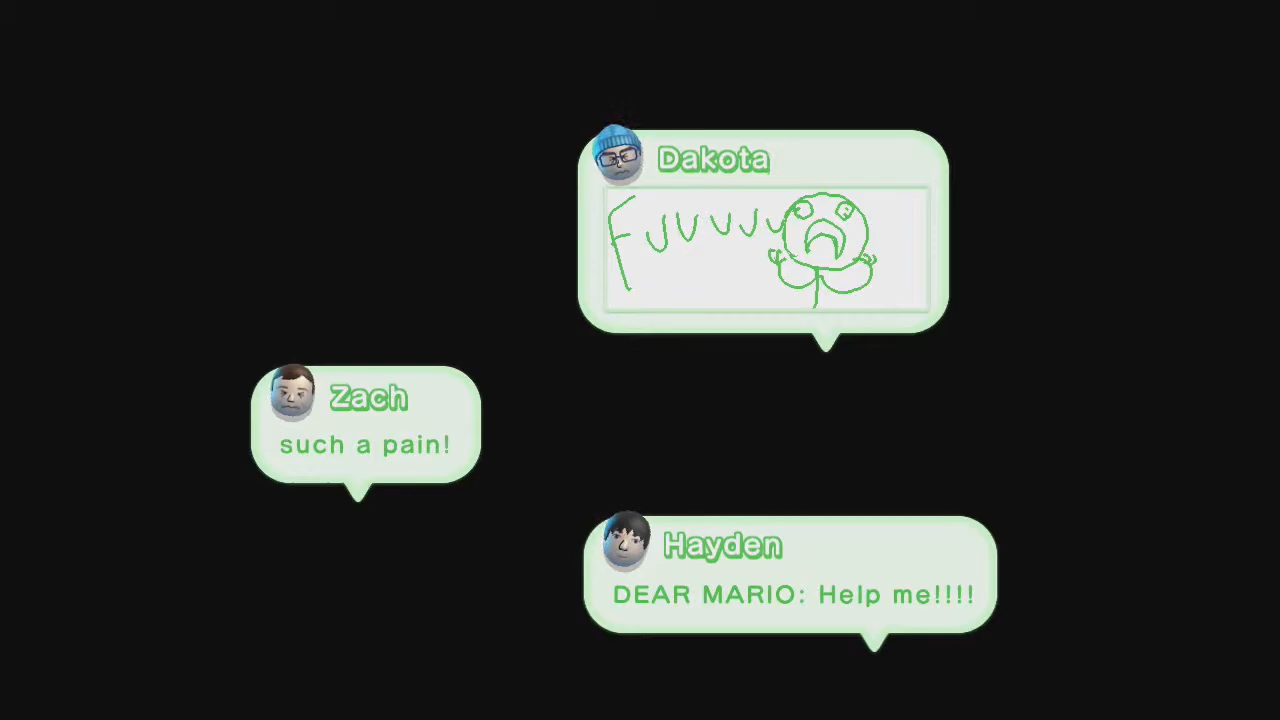 Dakota
Fuuuuu
Zach
such a pain!
Hayden
DEAR MARIO: Help me!!!!